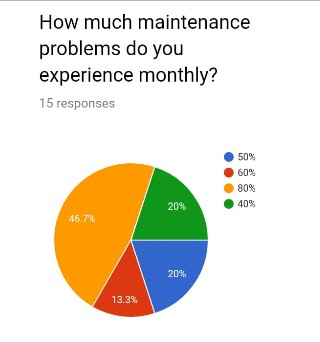 How much maintenance
problems do you
experience monthly?
15 responses
50%
60%
80%
40%
20%
46.7%
20%
13.3%